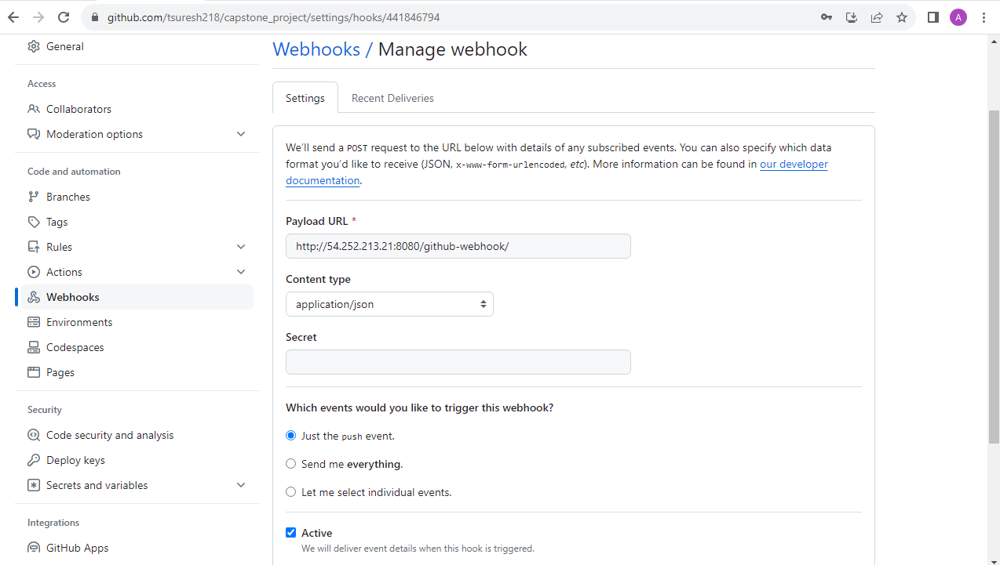 github.com/tsuresh218/capstone_project/settings/hooks/441846794
A
General
Access
Collaborators
Moderation options
Code and automation
Branches
Tags
Rules
Actions
Webhooks
Environments
Codespaces
Pages
Security
Code security and analysis
Deploy keys
Secrets and variables
Integrations
GitHub Apps
Webhooks / Manage webhook
Settings
Recent Deliveries
We’ll send a POST request to the URL below with details of any subscribed events. You can also specify which data
format you’d like to receive (JSON, x-www-form-urlencoded, etc). More information can be found in our developer
documentation.
Payload URL *
http://54.252.213.21:8080/github-webhook/
Content type
application/json
Secret
Which events would you like to trigger this webhook?
Just the push event.
Send me everything.
Let me select individual events.
Active
We will deliver event details when this hook is triggered.